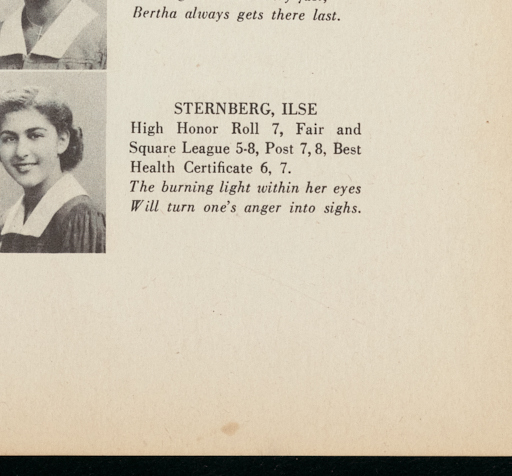 Bertha always gets there last.
STERNBERG, ILSE
High Honor Roll 7, Fair and
Square League 5-8, Post 7, 8, Best
Health Certificate 6, 7.
The burning light within her eyes
Will turn one's anger into sighs.